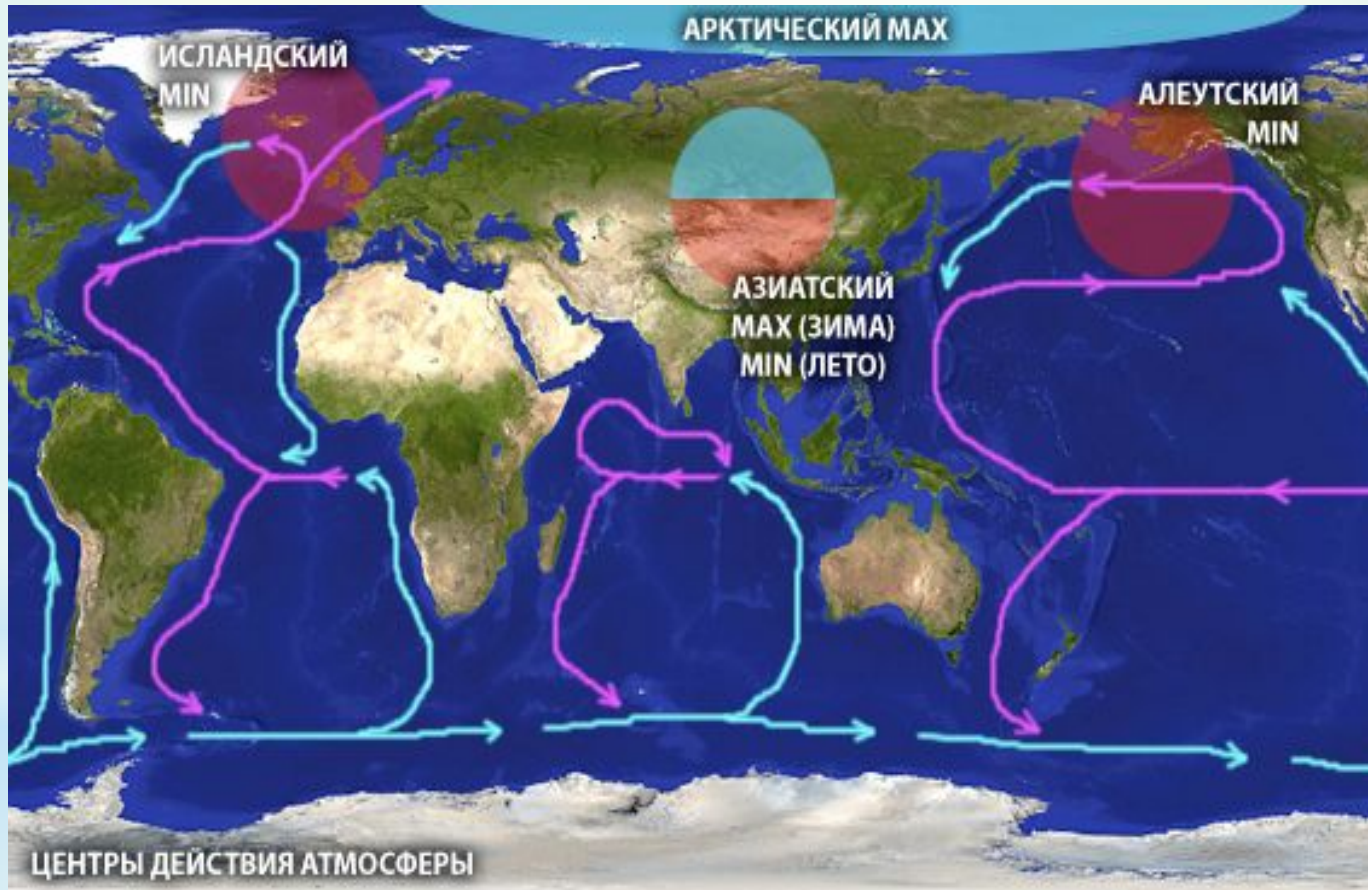 АРКТИЧЕСКИЙ MAX
ИСЛАНДСКИЙ
MIN
АЛЕУТСКИЙ
MIN
АЗИАТСКИЙ
MAX (ЗИМА)
MIN (ЛЕТО)
ЦЕНТРЫ ДЕЙСТВИЯ АТМОСФЕРЫ